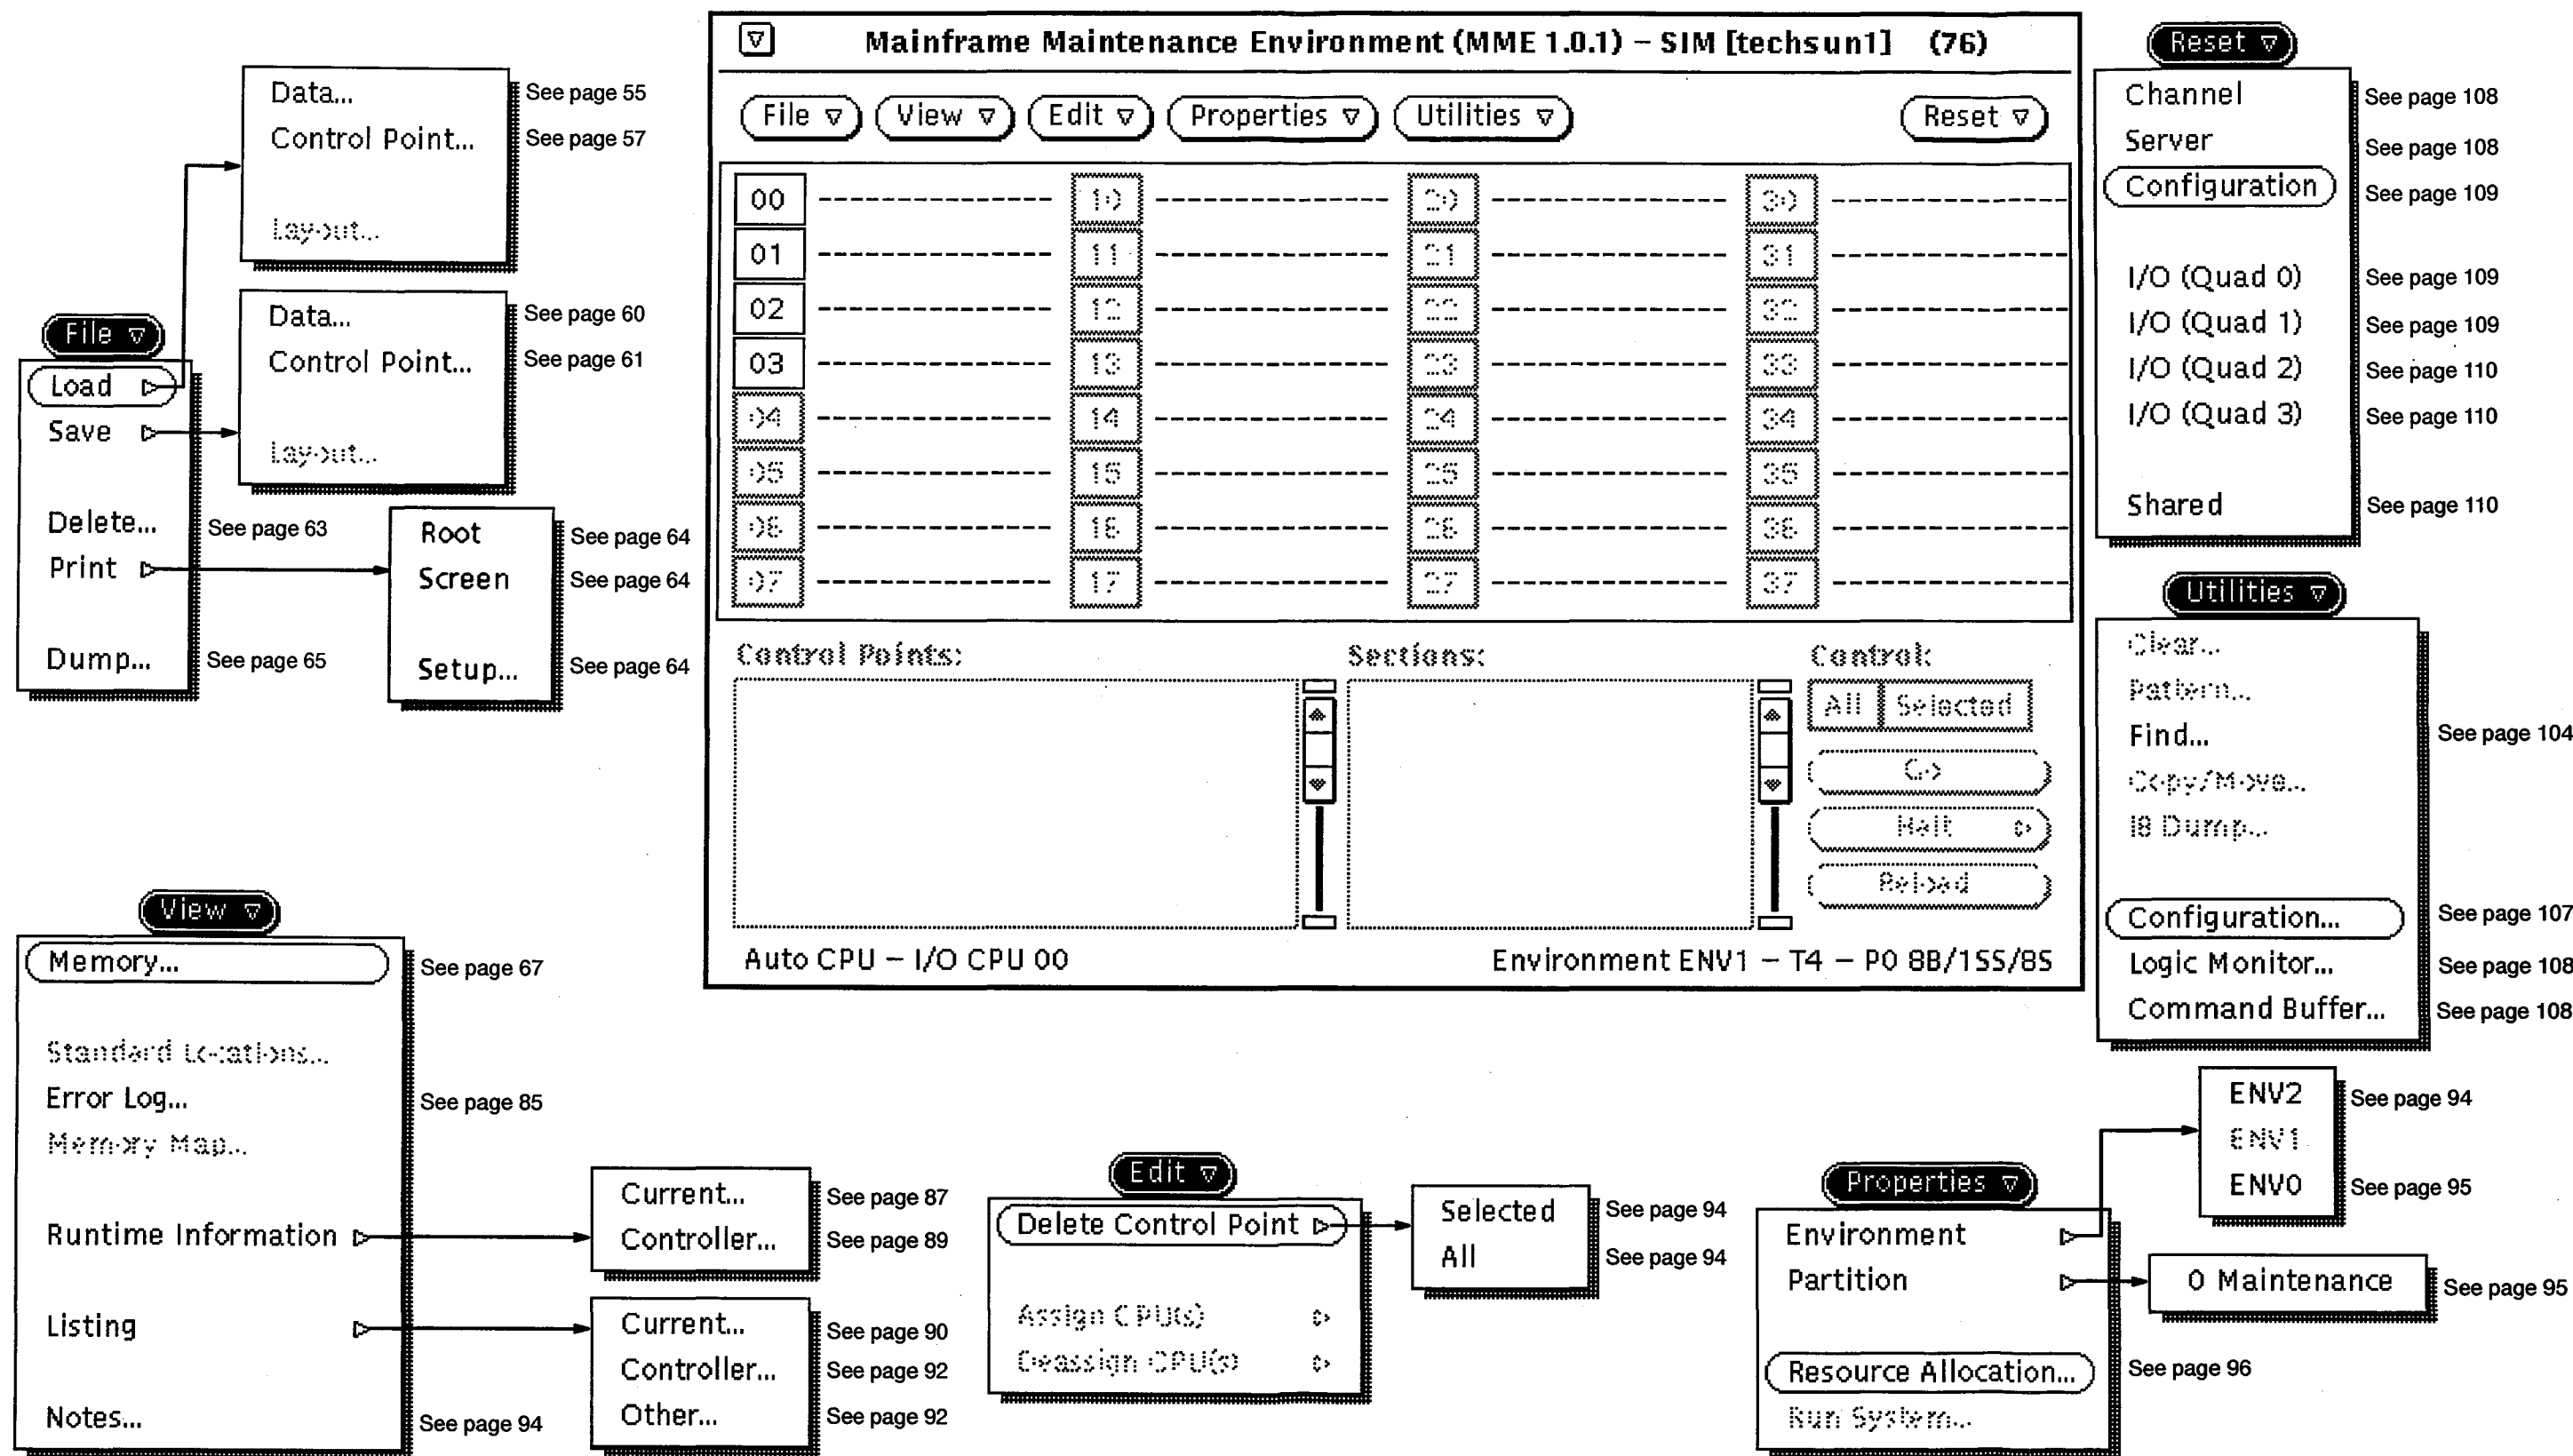 Mainframe Maintenance Environment (MME 1.0.1) – SIM [techsun1] (76)
File View Edit Properties Utilities Reset
00 10 20 30
01 11 21 31
02 12 22 32
03 13 23 33
04 14 24 34
05 15 25 35
06 16 26 36
07 17 27 37
Control Points: Sections: Control:
All Selected
Go
Halt
Reload
Auto CPU – I/O CPU 00 Environment ENV1 – T4 – P0 8B/1SS/8S
File
Load
Save
Delete... See page 63
Print
Dump... See page 65
Data... See page 55
Control Point... See page 57
Layout...
Data... See page 60
Control Point... See page 61
Layout...
Root See page 64
Screen See page 64
Setup... See page 64
View
Memory... See page 67
Standard Locations...
Error Log... See page 85
Memory Map...
Runtime Information
Listing
Notes... See page 94
Current... See page 87
Controller... See page 89
Current... See page 90
Controller... See page 92
Other... See page 92
Edit
Delete Control Point
Assign CPU(s)
Deassign CPU(s)
Selected See page 94
All See page 94
Properties
Environment
Partition
Resource Allocation... See page 96
Run System...
ENV2 See page 94
ENV1
ENV0 See page 95
0 Maintenance See page 95
Reset
Channel See page 108
Server See page 108
Configuration See page 109
I/O (Quad 0) See page 109
I/O (Quad 1) See page 109
I/O (Quad 2) See page 110
I/O (Quad 3) See page 110
Shared See page 110
Utilities
Clear...
Pattern...
Find... See page 104
Copy/Move...
I8 Dump...
Configuration... See page 107
Logic Monitor... See page 108
Command Buffer... See page 108